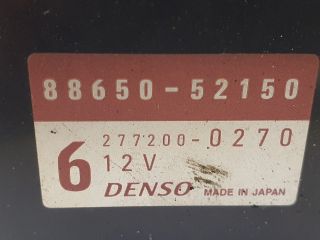 88650-52150
277200-0270
6 12V
DENSO MADE IN JAPAN